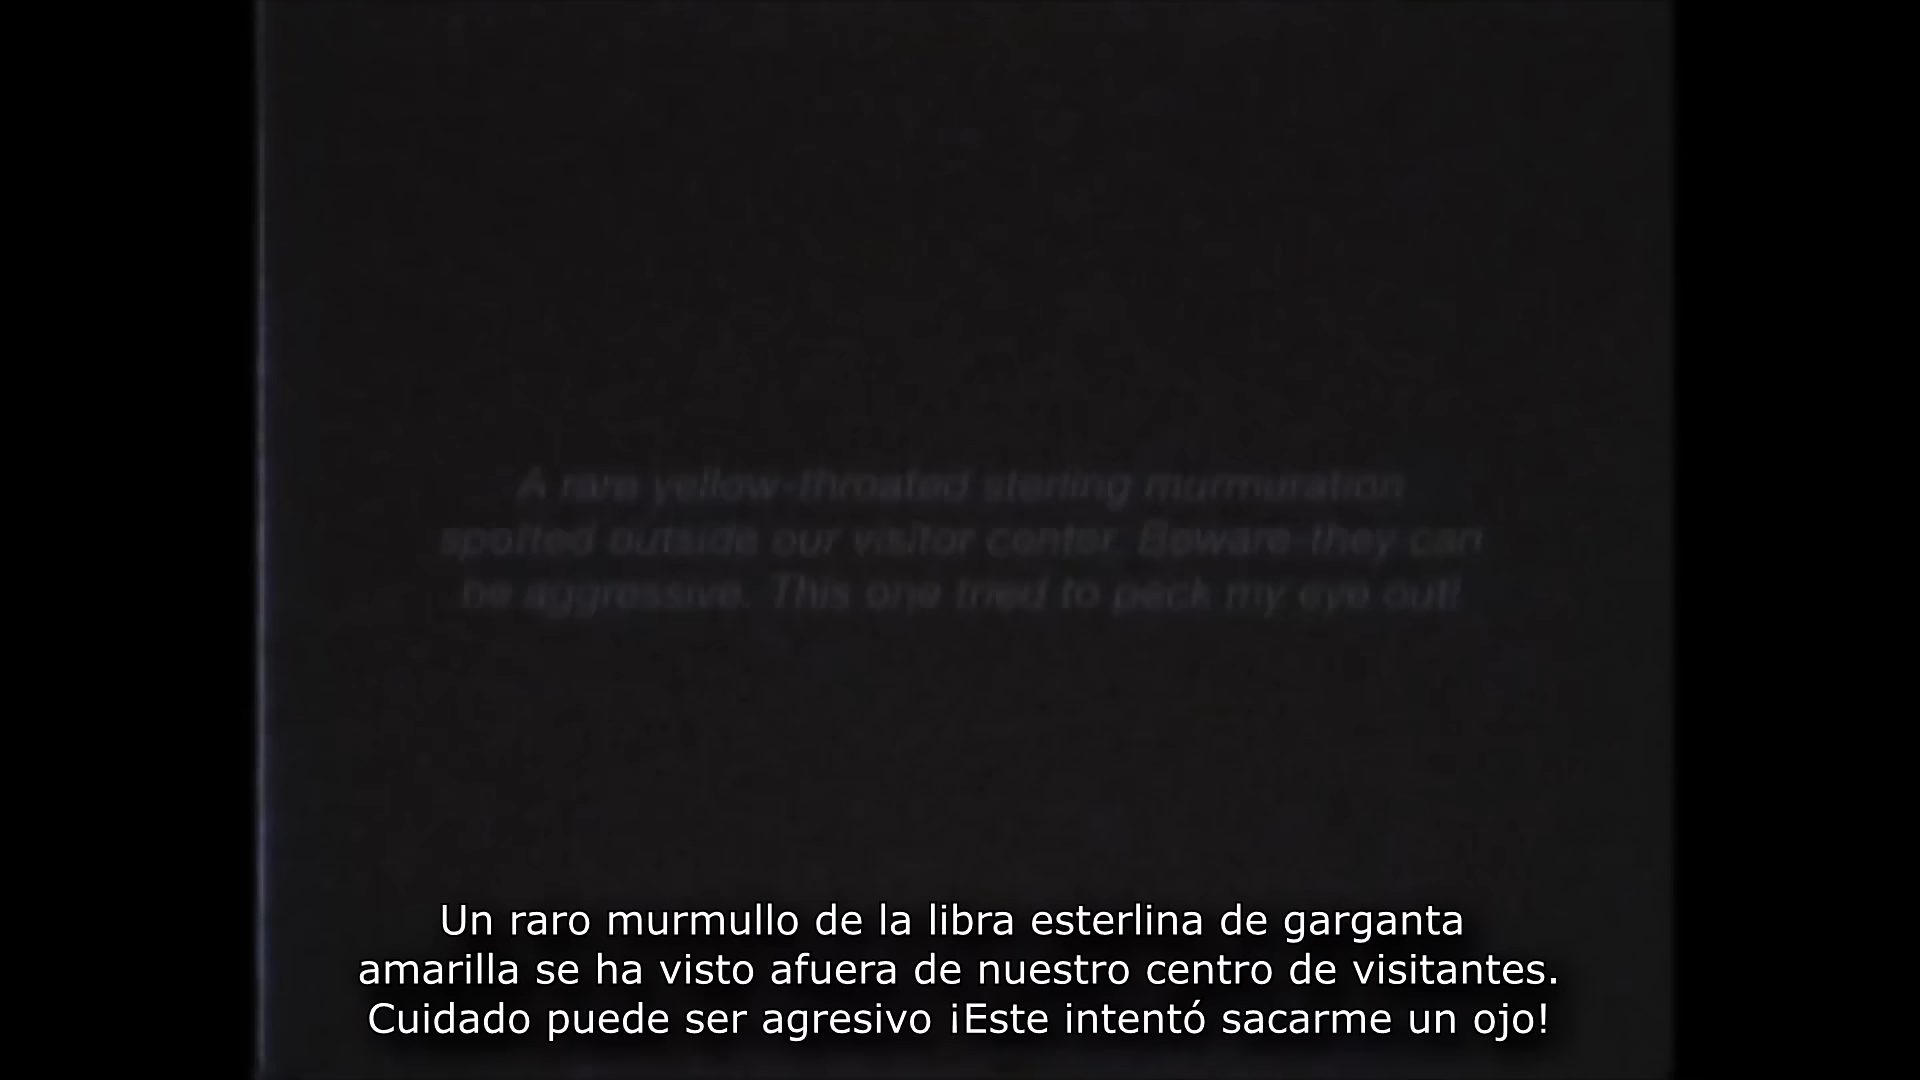 A rare yellow-throated sterling murmuration
spotted outside our visitor center. Beware-they can
be aggressive. This one tried to peck my eye out!
Un raro murmullo de la libra esterlina de garganta
amarilla se ha visto afuera de nuestro centro de visitantes.
Cuidado puede ser agresivo ¡Este intentó sacarme un ojo!